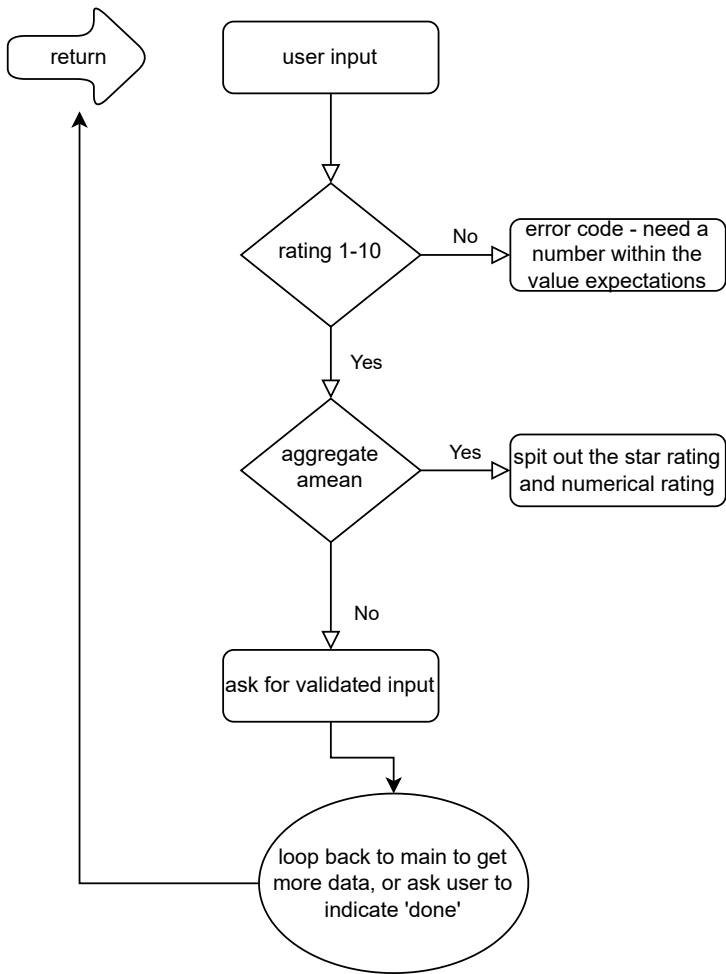 return
user input
rating 1-10
No
error code - need a
number within the
value expectations
Yes
aggregate
amean
Yes
spit out the star rating
and numerical rating
No
ask for validated input
loop back to main to get
more data, or ask user to
indicate 'done'